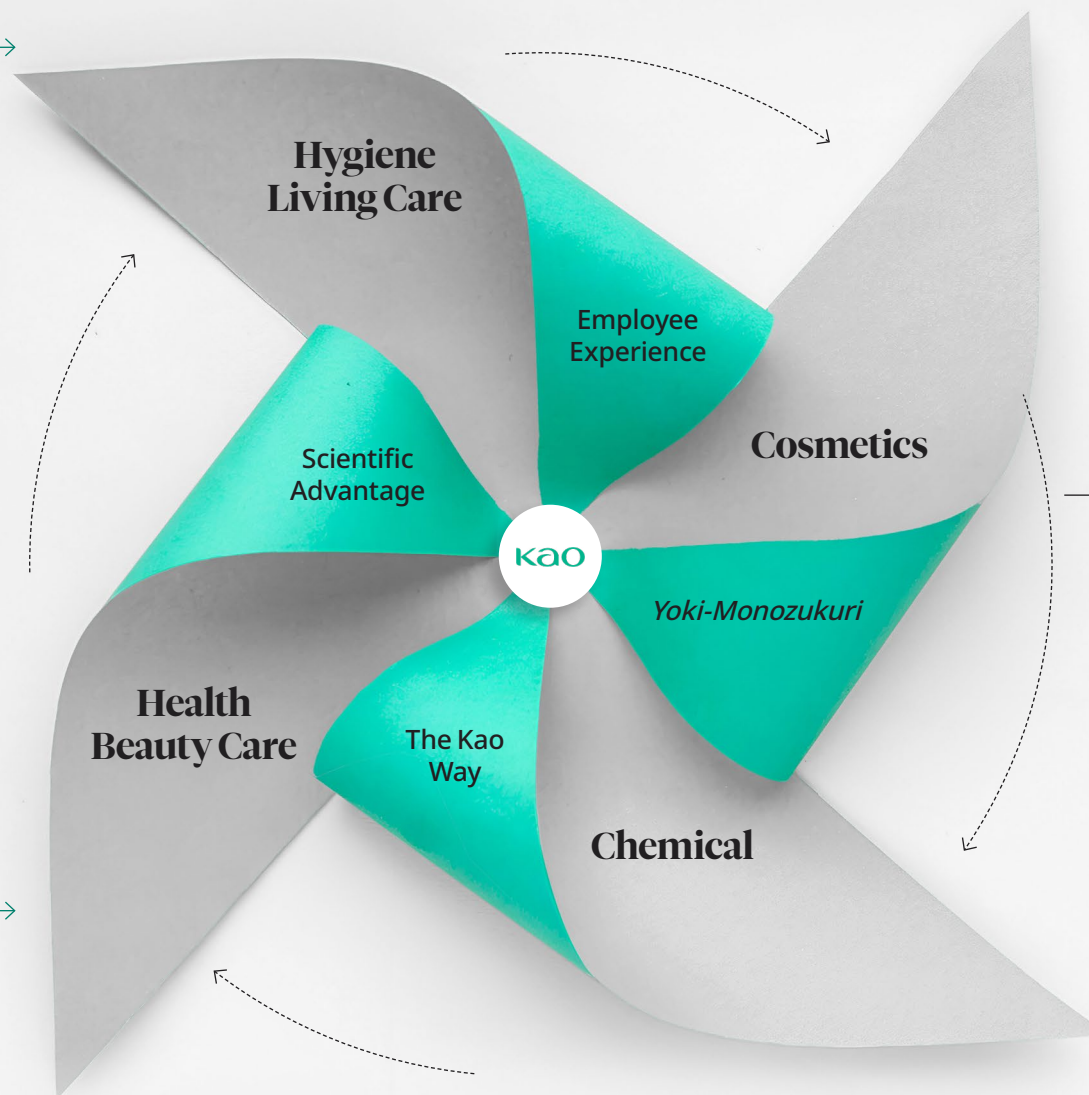 Hygiene
Living Care
Employee
Experience
Cosmetics
Scientific
Advantage
Kao
Yoki-Monozukuri
Health
Beauty Care
The Kao
Way
Chemical